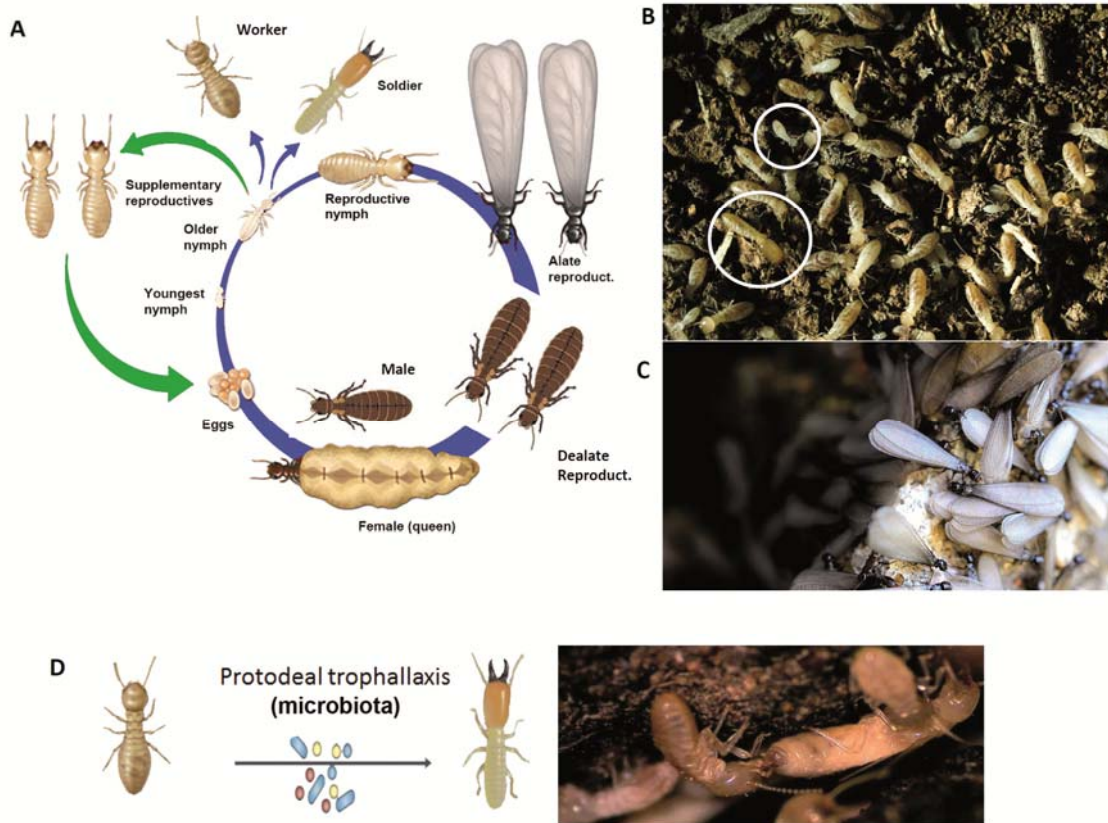 A
Worker
Soldier
Supplementary
reproductives
Reproductive
nymph
Older
nymph
Alate
reproduct.
Youngest
nymph
Male
Eggs
Dealate
Reproduct.
Female (queen)
B
C
D
Protodeal trophallaxis
(microbiota)